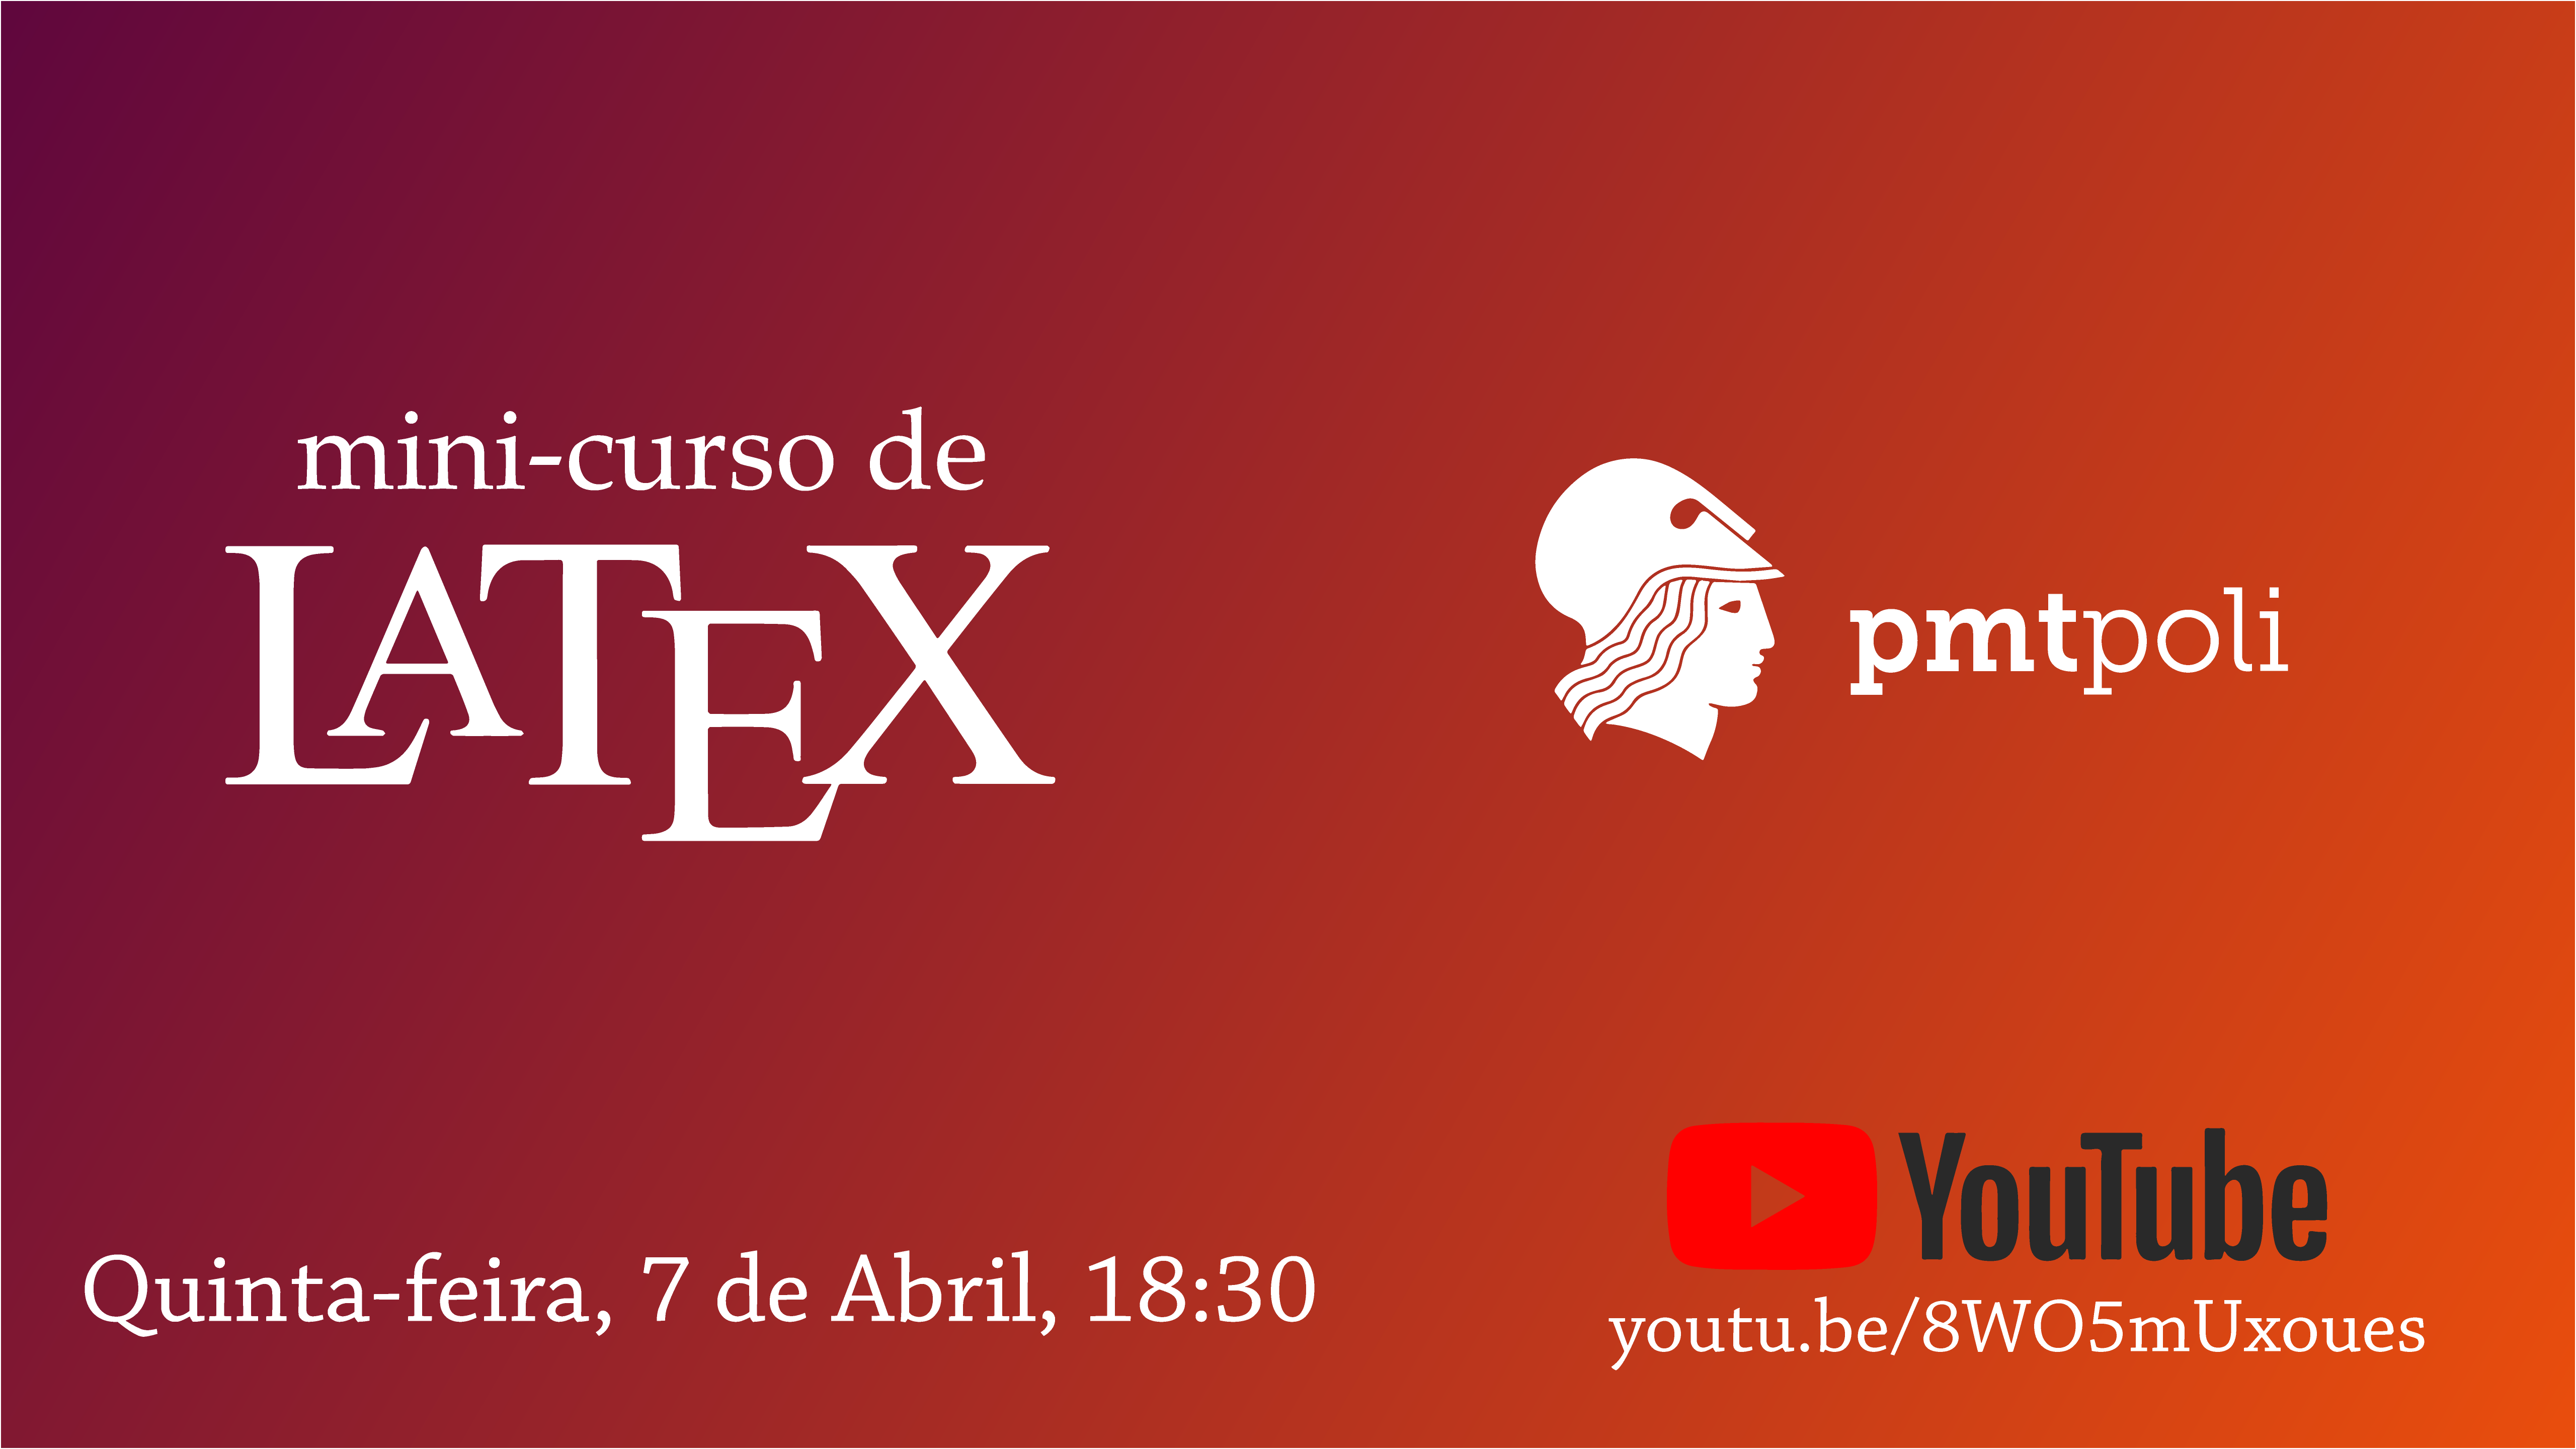 mini-curso de
LATEX
pmtpoli
YouTube
Quinta-feira, 7 de Abril, 18:30
youtu.be/8WO5mUxoues